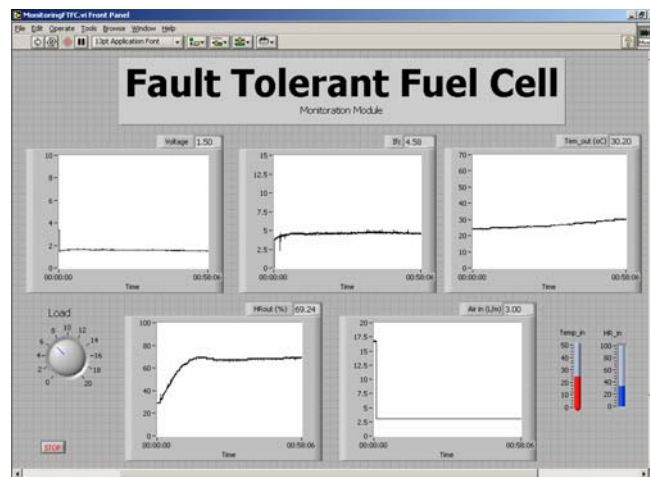 MonitoringFTFC.vi Front Panel
File Edit Operate Tools Browse Window Help
13pt Application Font
Fault Tolerant Fuel Cell
Monitoration Module
Voltage 1.50
10
8
6
4
2
0
00:00:00 00:58:06
Time
Ifc 4.58
15
12.5
10
7.5
5
2.5
0
00:00:00 00:58:06
Time
Tem_out (oC) 30.20
70
60
50
40
30
20
10
0
00:00:00 00:58:06
Time
Load
0 2 4 6 8 10 12 14 16 18 20
STOP
HRout (%) 69.24
100
80
60
40
20
0
00:00:00 00:58:06
Time
Air in (L/m) 3.00
20
17.5
15
12.5
10
7.5
5
2.5
0
00:00:00 00:58:06
Time
Temp_in
50
40
30
20
10
0
HR_in
100
80
60
40
20
0